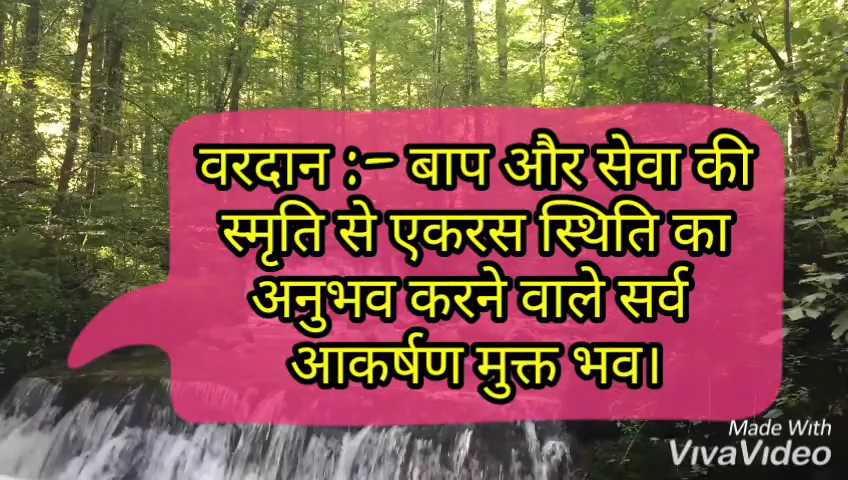 वरदान :- बाप और सेवा की
स्मृति से एकरस स्थिति का
अनुभव करने वाले सर्व
आकर्षण मुक्त भव।
Made With
VivaVideo